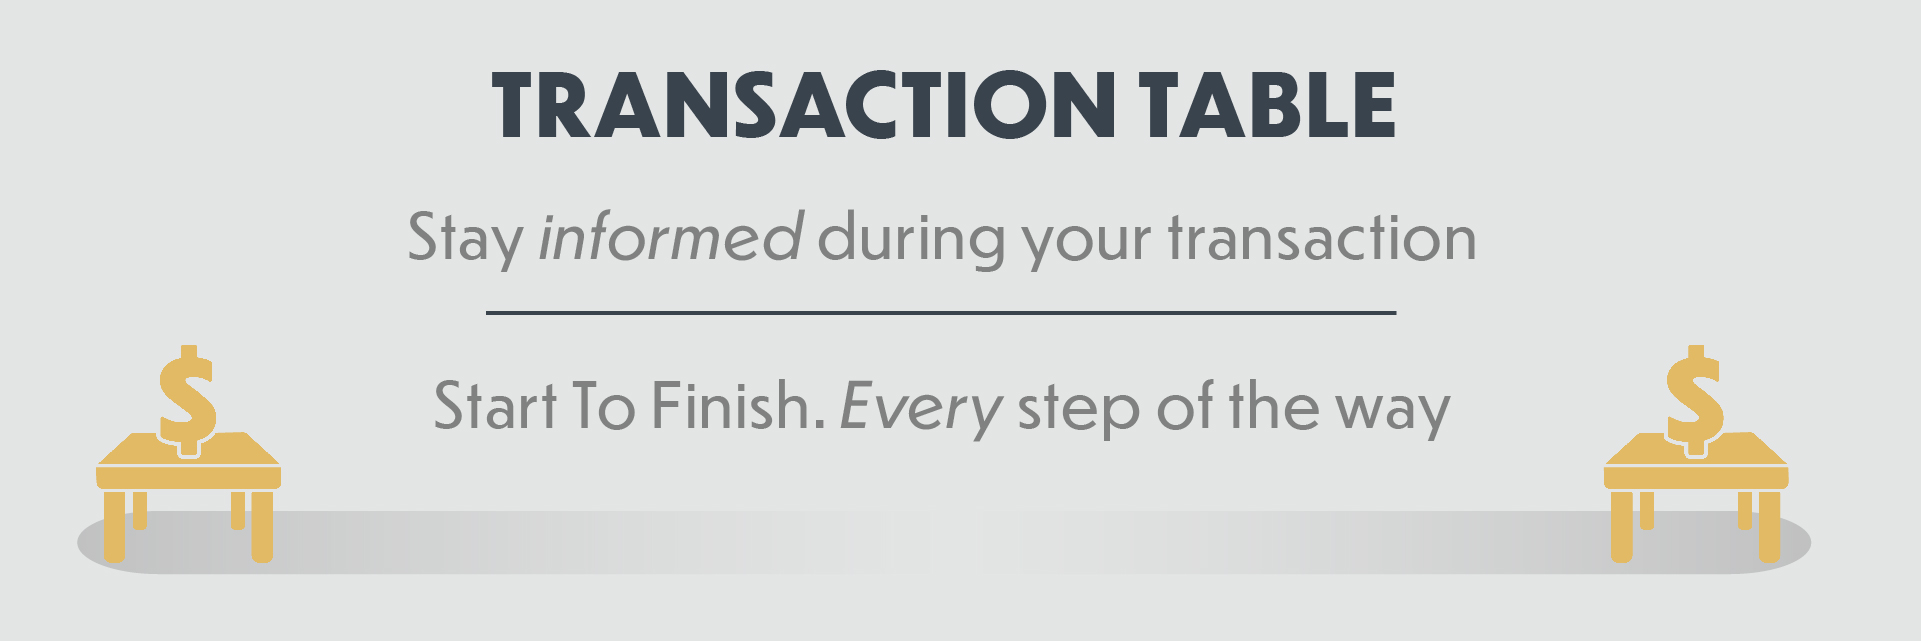 TRANSACTION TABLE
Stay informed during your transaction
Start To Finish. Every step of the way
$
$